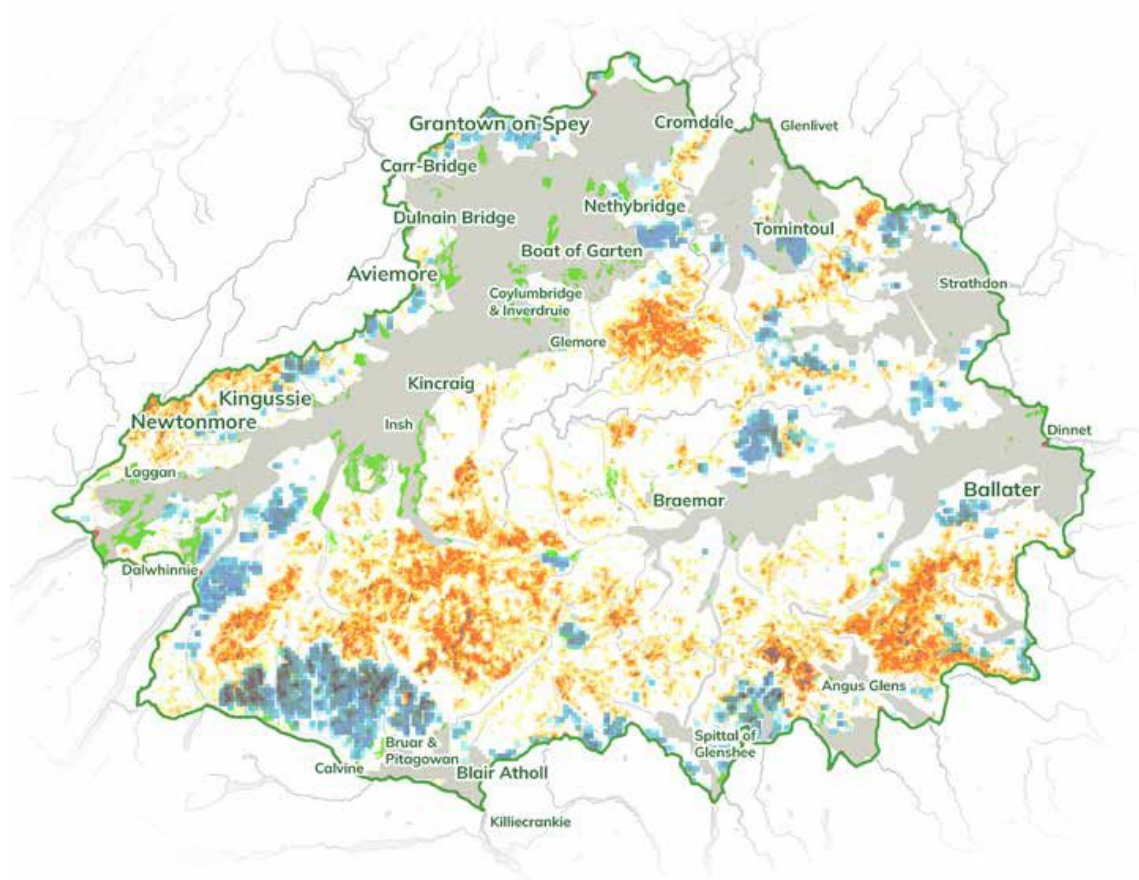 Grantown on Spey
Cromdale
Glenlivet
Carr-Bridge
Nethybridge
Dulnain Bridge
Tomintoul
Boat of Garten
Aviemore
Strathdon
Coylumbridge
& Inverdruie
Glemore
Kincraig
Kingussie
Newtonmore
Insh
Dinnet
Laggan
Ballater
Braemar
Dalwhinnie
Angus Glens
Spittal of
Glenshee
Bruar &
Pitagowan
Calvine
Blair Atholl
Killiecrankie